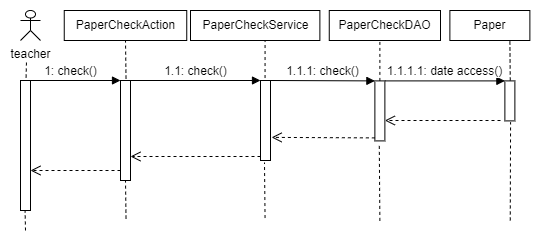 PaperCheckAction
PaperCheckService
PaperCheckDAO
Paper
teacher
1: check()
1.1: check()
1.1.1: check()
1.1.1.1: date access()